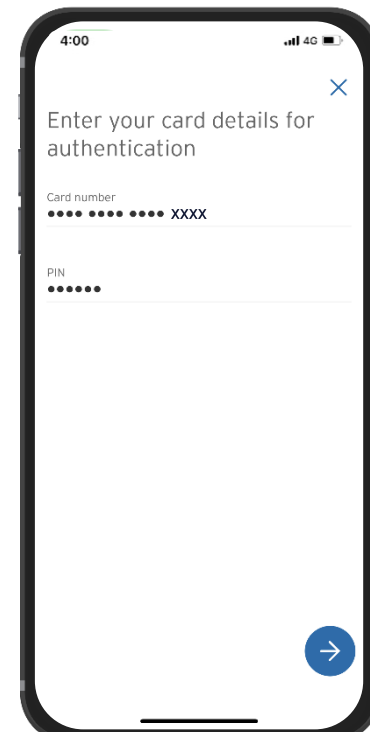 4:00 4G
Enter your card details for
authentication
Card number
•••• •••• •••• XXXX
PIN
••••••